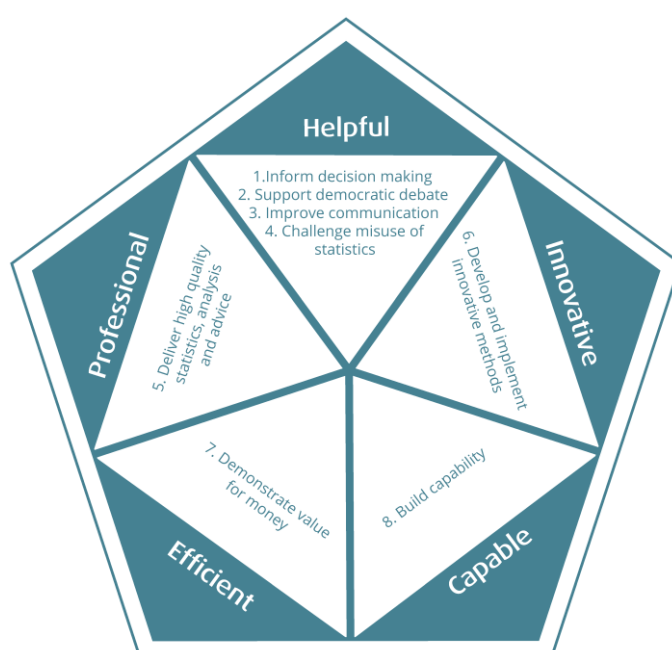 Helpful
1.Inform decision making
2. Support democratic debate
3. Improve communication
4. Challenge misuse of
statistics
Professional
5. Deliver high quality
statistics, analysis
and advice
Innovative
6. Develop and implement
innovative methods
Efficient
7. Demonstrate value
for money
Capable
8. Build capability